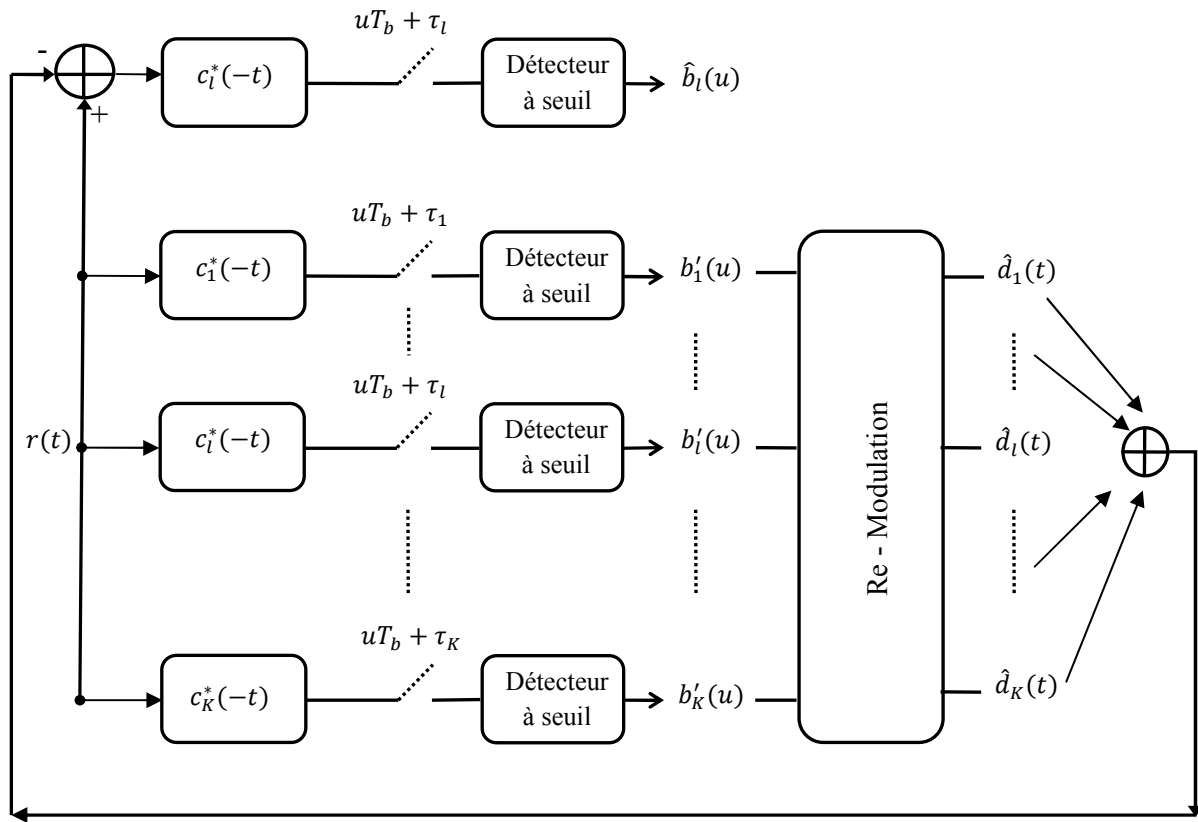 uT_b + τ_l
-
c_l^*(−t)
Détecteur
à seuil
b̂_l(u)
+
uT_b + τ_1
c_1^*(−t)
Détecteur
à seuil
b′_1(u)
d̂_1(t)
uT_b + τ_l
r(t)
c_l^*(−t)
Détecteur
à seuil
b′_l(u)
Re - Modulation
d̂_l(t)
uT_b + τ_K
c_K^*(−t)
Détecteur
à seuil
b′_K(u)
d̂_K(t)